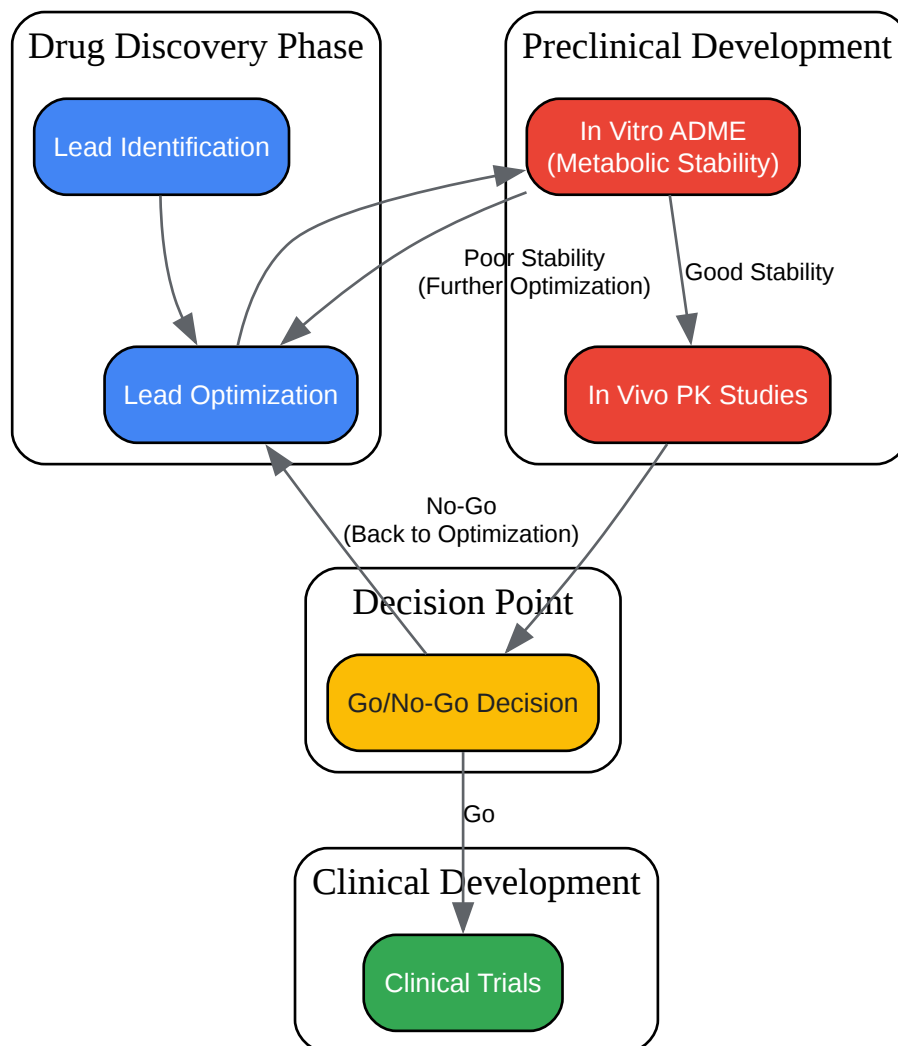 Drug Discovery Phase
Lead Identification
Lead Optimization
Preclinical Development
In Vitro ADME
(Metabolic Stability)
Poor Stability
(Further Optimization)
Good Stability
In Vivo PK Studies
No-Go
(Back to Optimization)
Decision Point
Go/No-Go Decision
Go
Clinical Development
Clinical Trials